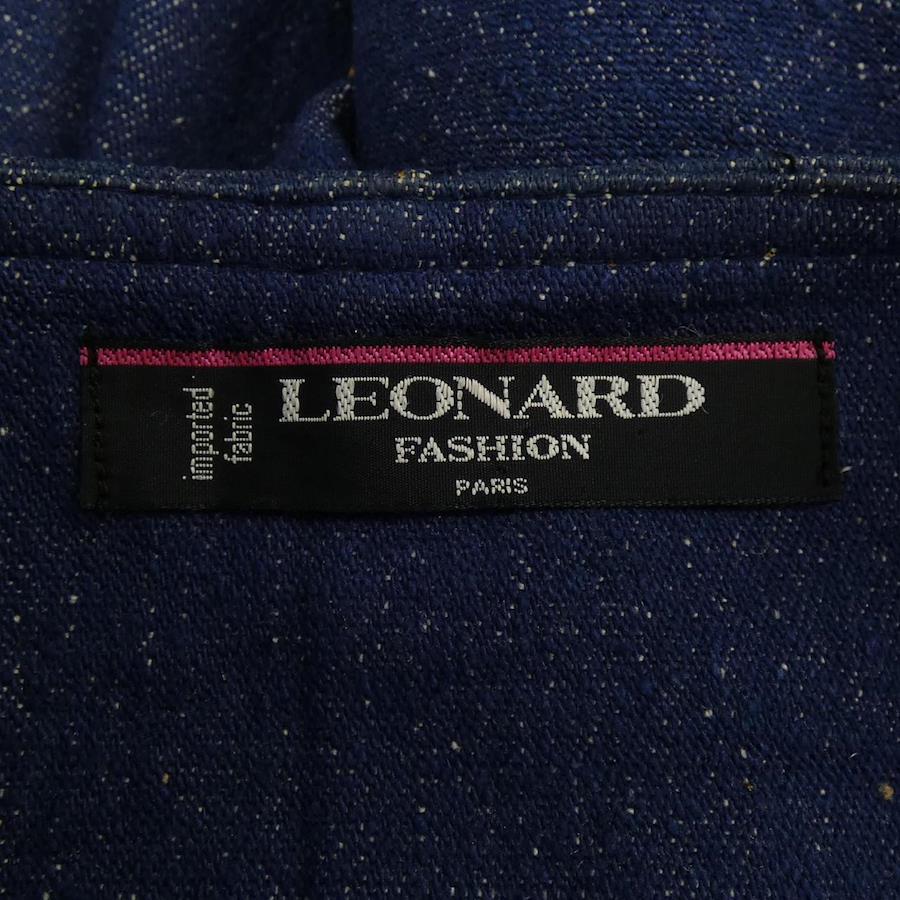 imported
fabric
LEONARD
FASHION
PARIS